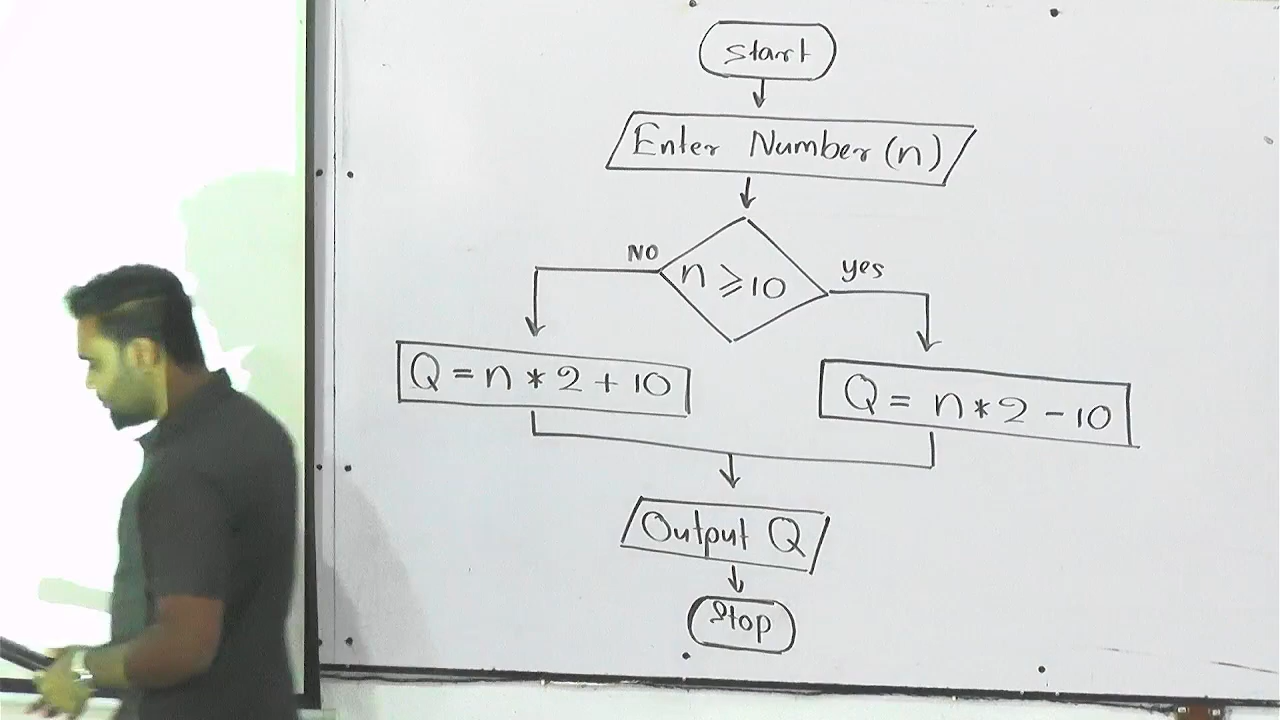 Start
Enter Number (n)
NO
yes
n ≥ 10
Q = n * 2 + 10
Q = n * 2 - 10
Output Q
Stop